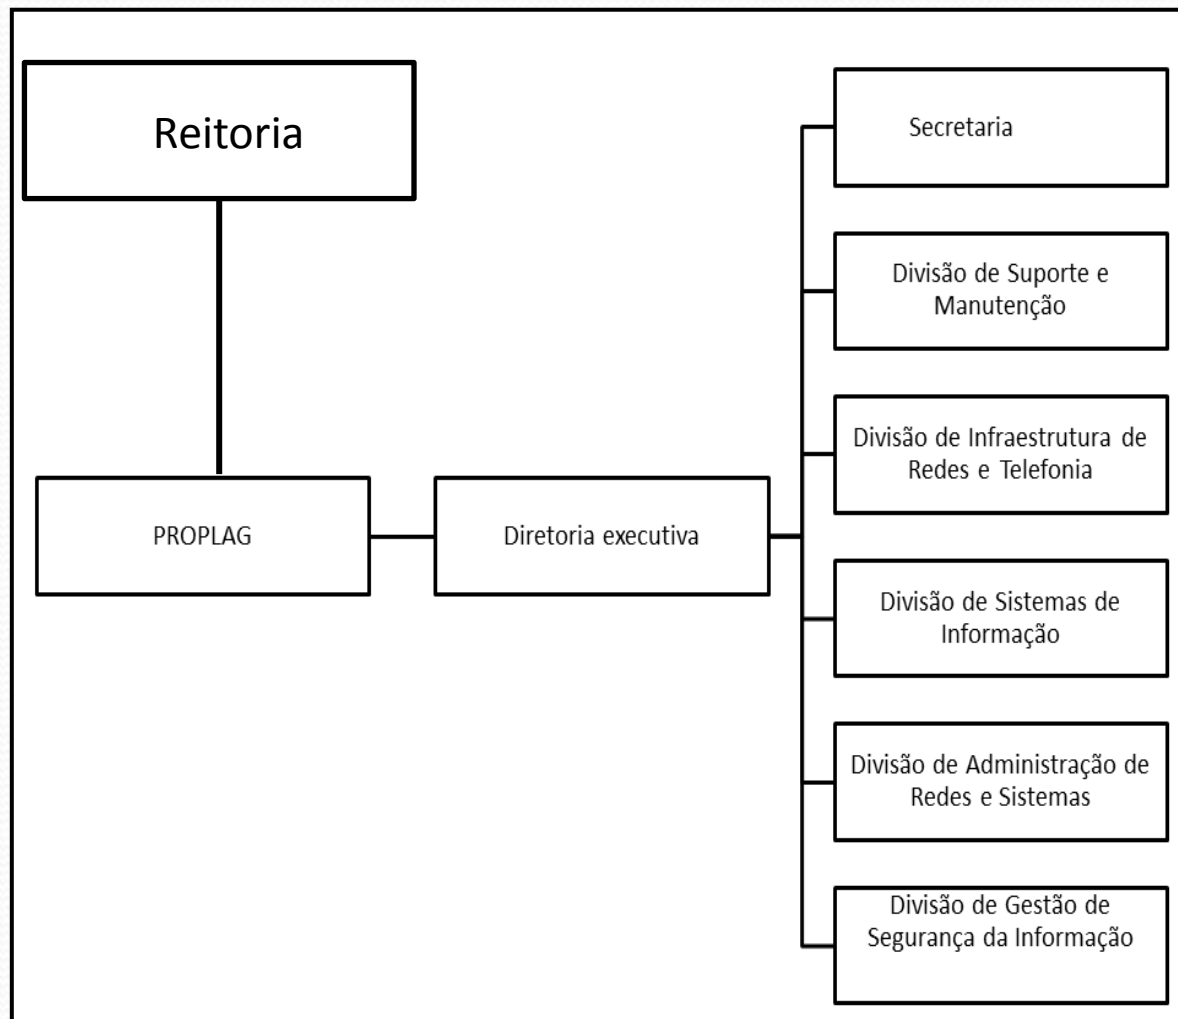 Reitoria
PROPLAG
Diretoria executiva
Secretaria
Divisão de Suporte e
Manutenção
Divisão de Infraestrutura de
Redes e Telefonia
Divisão de Sistemas de
Informação
Divisão de Administração de
Redes e Sistemas
Divisão de Gestão de
Segurança da Informação